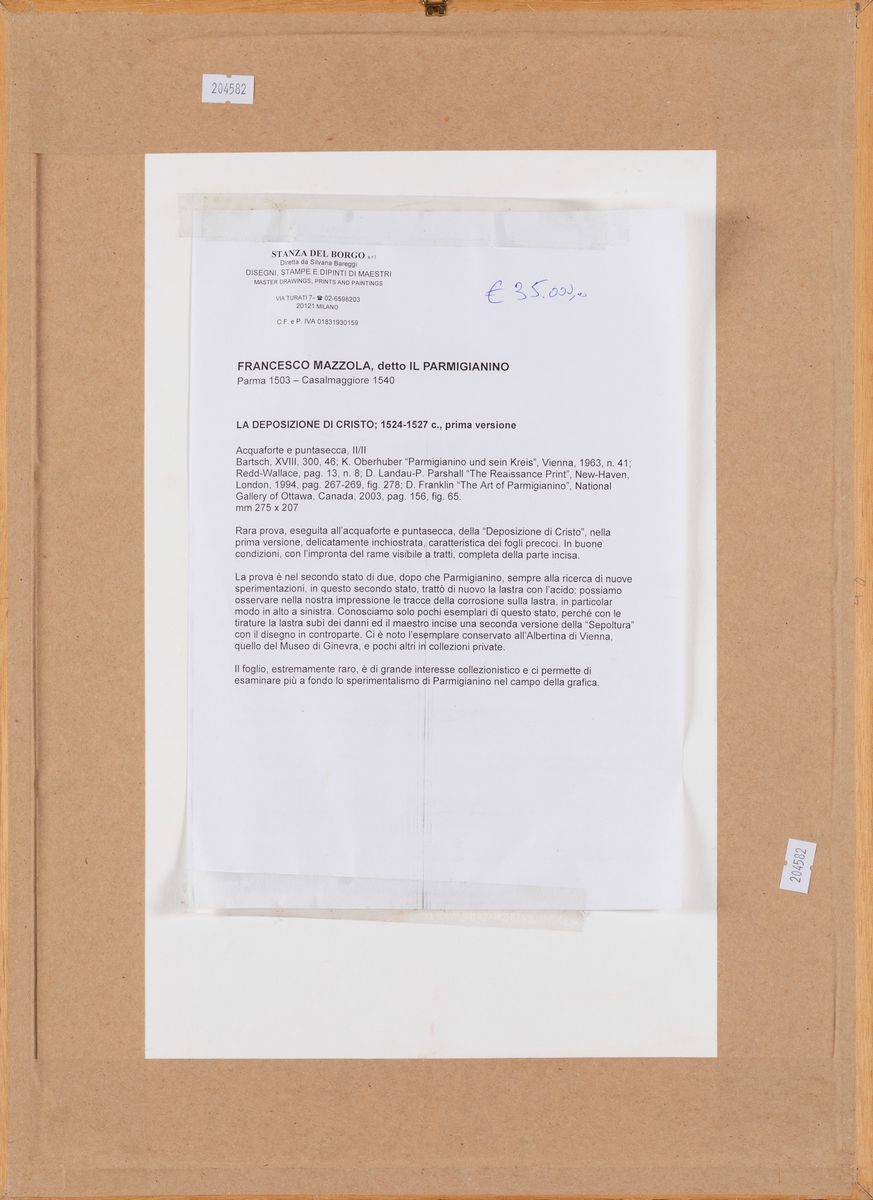 204582
STANZA DEL BORGO s.r.l.
Diretta da Silvana Bareggi
DISEGNI, STAMPE E DIPINTI DI MAESTRI
MASTER DRAWINGS, PRINTS AND PAINTINGS
VIA TURATI 7- ☎ 02-6598203
20121 MILANO
C.F. e P. IVA 01831930159
€ 35.000,00
FRANCESCO MAZZOLA, detto IL PARMIGIANINO
Parma 1503 – Casalmaggiore 1540
LA DEPOSIZIONE DI CRISTO; 1524-1527 c., prima versione
Acquaforte e puntasecca, II/II
Bartsch, XVIII, 300, 46; K. Oberhuber "Parmigianino und sein Kreis", Vienna, 1963, n. 41;
Redd-Wallace, pag. 13, n. 8; D. Landau-P. Parshall "The Reaissance Print", New-Haven,
London, 1994, pag. 267-269, fig. 278; D. Franklin "The Art of Parmigianino", National
Gallery of Ottawa, Canada, 2003, pag. 156, fig. 65.
mm 275 x 207
Rara prova, eseguita all'acquaforte e puntasecca, della "Deposizione di Cristo", nella
prima versione, delicatamente inchiostrata, caratteristica dei fogli precoci. In buone
condizioni, con l'impronta del rame visibile a tratti, completa della parte incisa.
La prova è nel secondo stato di due, dopo che Parmigianino, sempre alla ricerca di nuove
sperimentazioni, in questo secondo stato, trattò di nuovo la lastra con l'acido: possiamo
osservare nella nostra impressione le tracce della corrosione sulla lastra, in particolar
modo in alto a sinistra. Conosciamo solo pochi esemplari di questo stato, perché con le
tirature la lastra subì dei danni ed il maestro incise una seconda versione della "Sepoltura"
con il disegno in controparte. Ci è noto l'esemplare conservato all'Albertina di Vienna,
quello del Museo di Ginevra, e pochi altri in collezioni private.
Il foglio, estremamente raro, è di grande interesse collezionistico e ci permette di
esaminare più a fondo lo sperimentalismo di Parmigianino nel campo della grafica.
204582